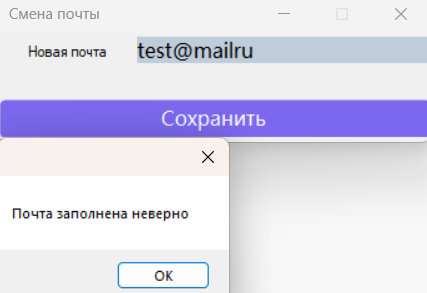 Смена почты
Новая почта test@mailru
Сохранить
Почта заполнена неверно
OK